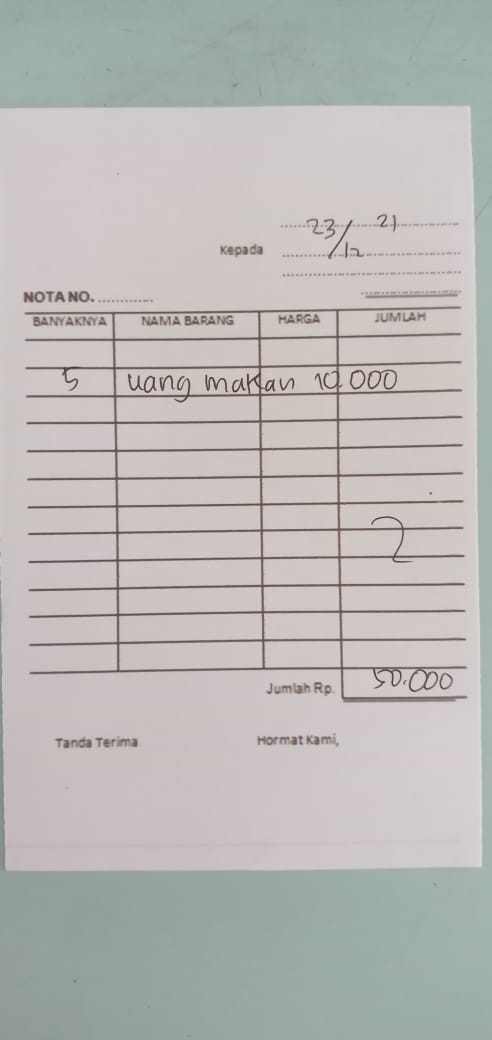 23/12 21
Kepada
NOTA NO. ............
BANYAKNYA NAMA BARANG HARGA JUMLAH
5 uang makan 10.000
2
Jumlah Rp. 50.000
Tanda Terima Hormat Kami,